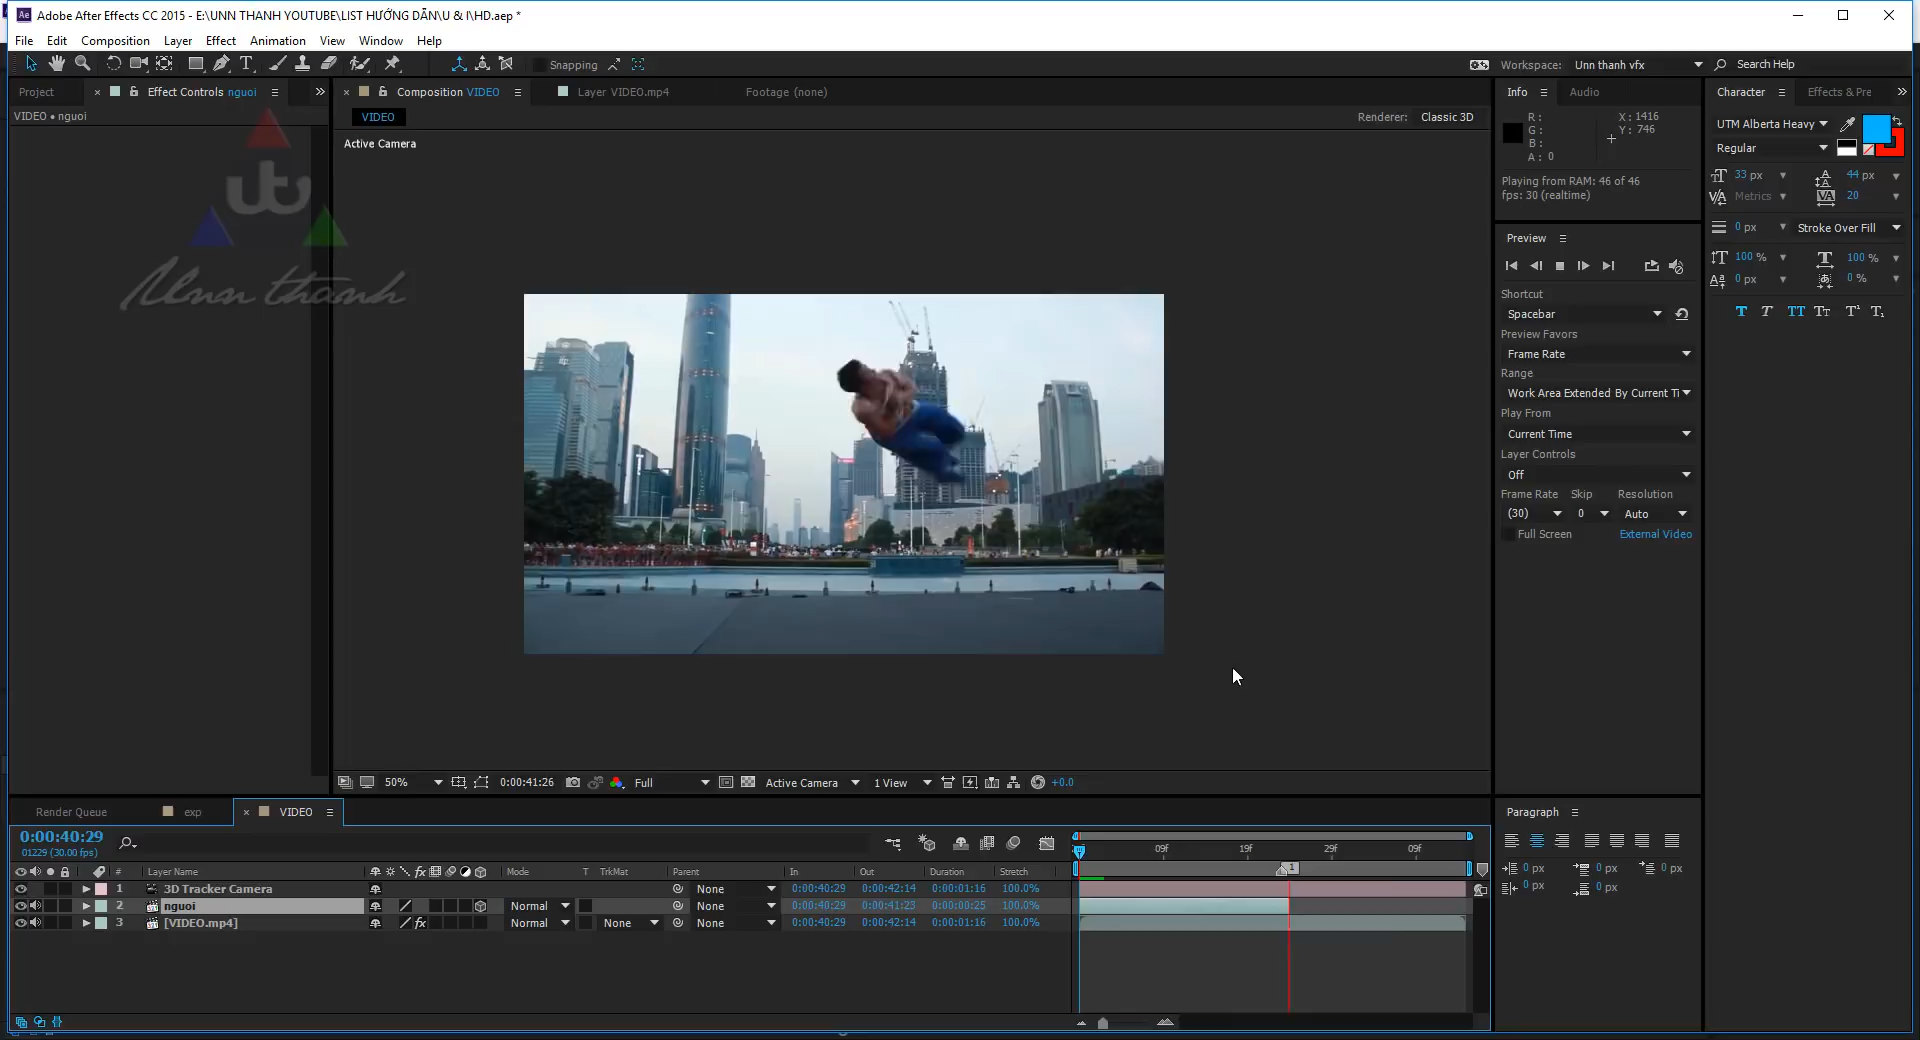 Adobe After Effects CC 2015 - E:\UNN THANH YOUTUBE\LIST HƯỚNG DẪN\U & I\HD.aep *
File Edit Composition Layer Effect Animation View Window Help
Snapping Workspace: Unn thanh vfx Search Help
Project Effect Controls nguoi Composition VIDEO Layer VIDEO.mp4 Footage (none) Info Audio Character Effects & Pre
VIDEO • nguoi VIDEO Renderer: Classic 3D
Active Camera
R :
G :
B :
A : 0
X : 1416
Y : 746
Playing from RAM: 46 of 46
fps: 30 (realtime)
UTM Alberta Heavy
Regular
33 px 44 px
Metrics 20
0 px Stroke Over Fill
100 % 100 %
0 px 0 %
Unn thanh
Preview
Shortcut
Spacebar
Preview Favors
Frame Rate
Range
Work Area Extended By Current Ti
Play From
Current Time
Layer Controls
Off
Frame Rate Skip Resolution
(30) 0 Auto
Full Screen External Video
50% 0:00:41:26 Full Active Camera 1 View +0.0
Render Queue exp VIDEO Paragraph
0:00:40:29
01229 (30.00 fps)
09f 19f 29f 09f
# Layer Name Mode T TrkMat Parent In Out Duration Stretch 1
1 3D Tracker Camera None 0:00:40:29 0:00:42:14 0:00:01:16 100.0%
2 nguoi Normal None 0:00:40:29 0:00:41:23 0:00:00:25 100.0%
3 [VIDEO.mp4] Normal None None 0:00:40:29 0:00:42:14 0:00:01:16 100.0%
0 px 0 px 0 px
0 px 0 px